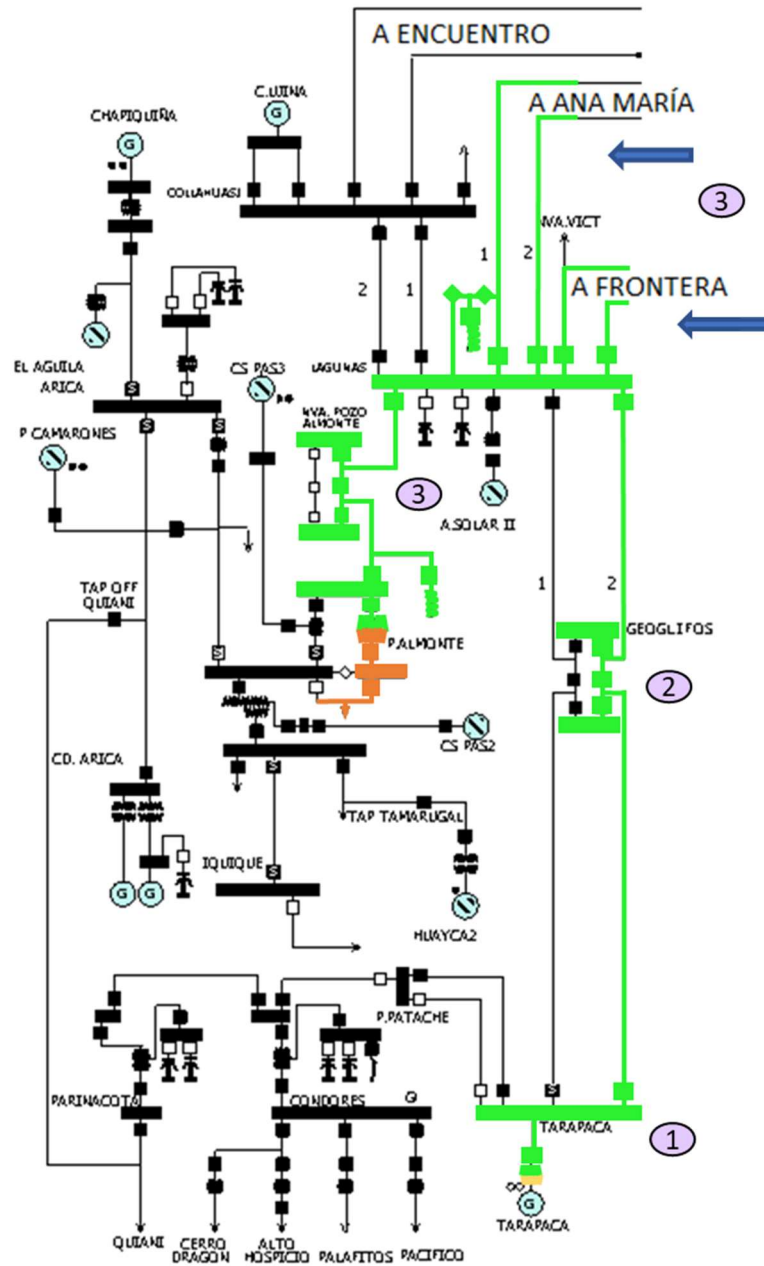 A ENCUENTRO
C.LUINA
A ANA MARÍA
CHAPIQUIÑA
G
G
3
COLLAHUASI
NVA.VICT
1
2
A FRONTERA
2
1
EL AGUILA
ARICA
CS PAS3
LAGUNAS
NVA. POZO
ALMONTE
P.CAMARONES
S
S
S
3
A.SOLAR II
TAP OFF
QUIANI
1
2
GEOGLIFOS
S
S
P.ALMONTE
2
CS PAS2
CD. ARICA
S
TAP TAMARUGAL
G
G
IQUIQUE
S
HUAYCA2
P.PATACHE
PARINACOTA
CONDORES
G
S
TARAPACA
1
G
TARAPACA
QUIANI
CERRO
DRAGON
ALTO
HOSPICIO
PALAFITOS
PACIFICO